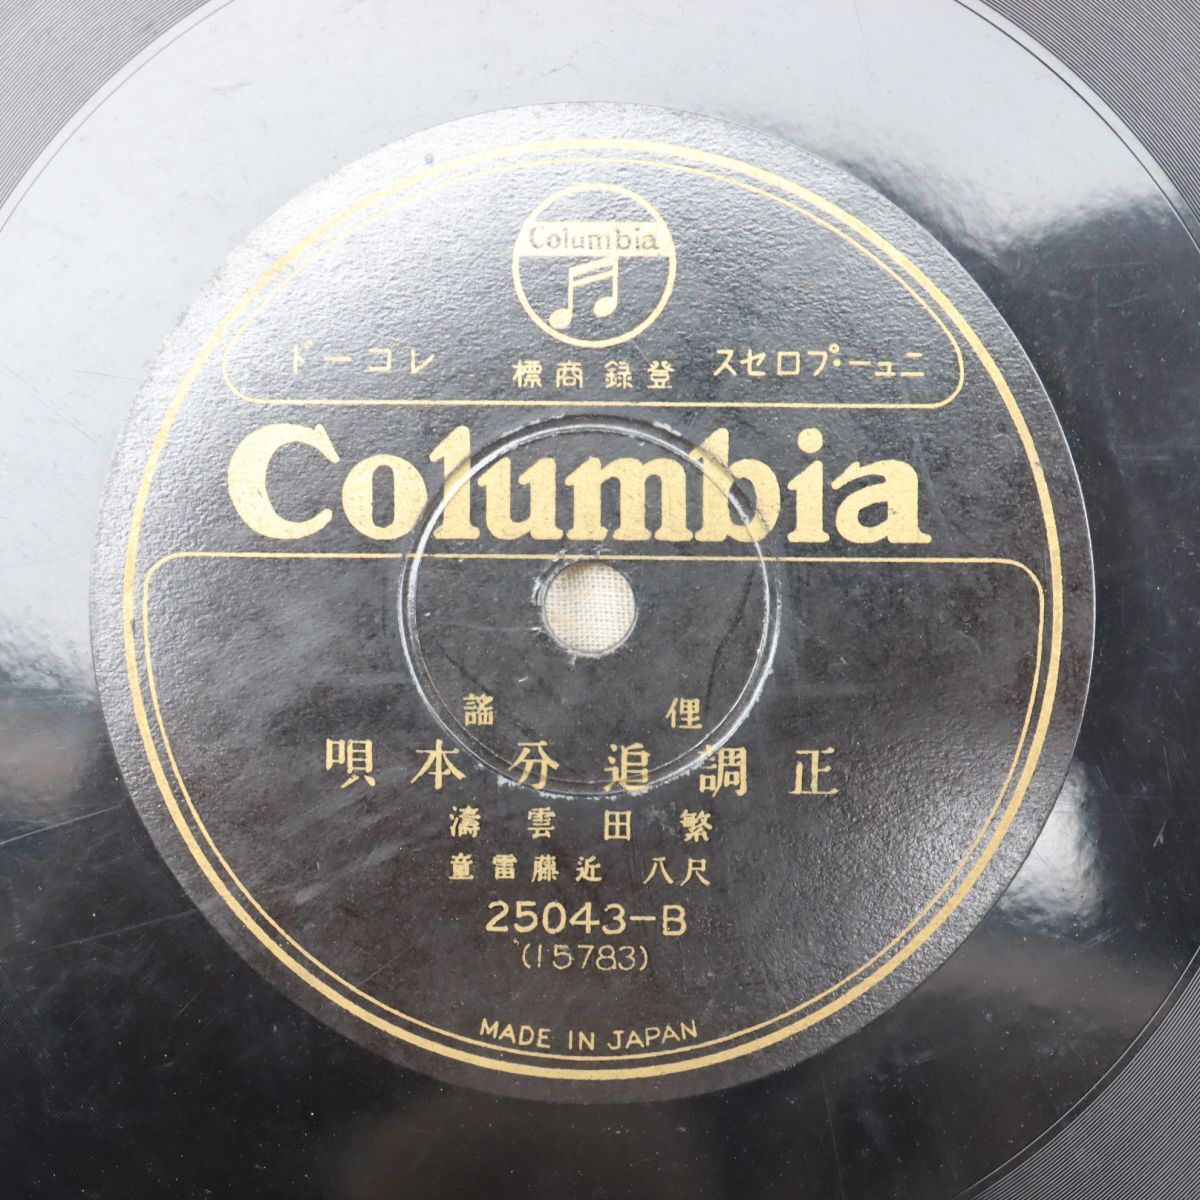 Columbia
ニュー・プロセス 登録商標 レコード
Columbia
俚謠
正調追分本唄
繁田雲濤
尺八 近藤雷童
25043-B
(15783)
MADE IN JAPAN